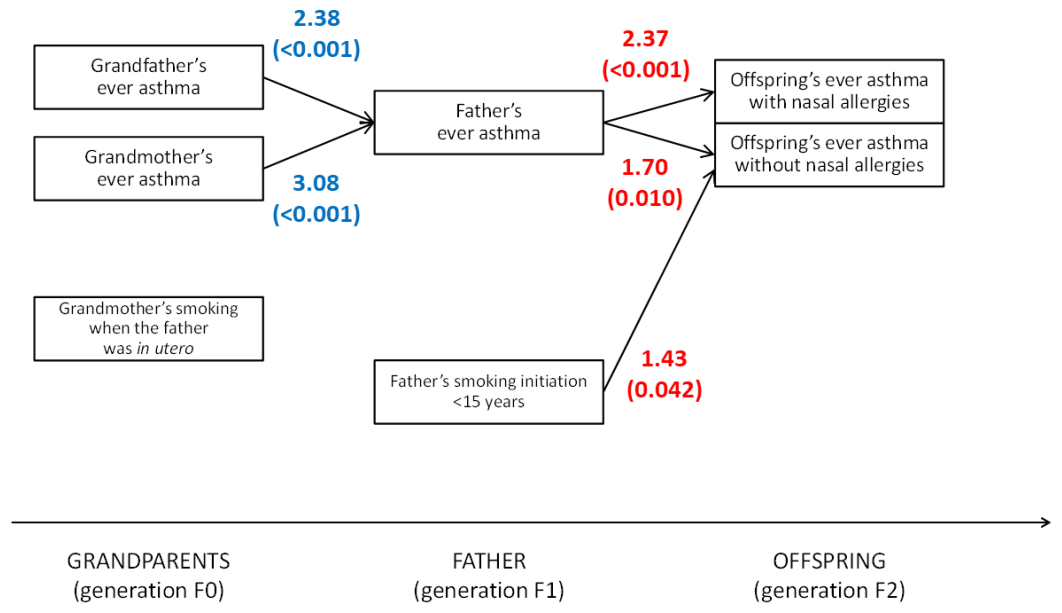 2.38
(<0.001)
2.37
(<0.001)
Grandfather's
ever asthma
Father's
ever asthma
Offspring's ever asthma
with nasal allergies
Grandmother's
ever asthma
Offspring's ever asthma
without nasal allergies
3.08
(<0.001)
1.70
(0.010)
Grandmother's smoking
when the father
was in utero
Father's smoking initiation
<15 years
1.43
(0.042)
GRANDPARENTS
(generation F0)
FATHER
(generation F1)
OFFSPRING
(generation F2)